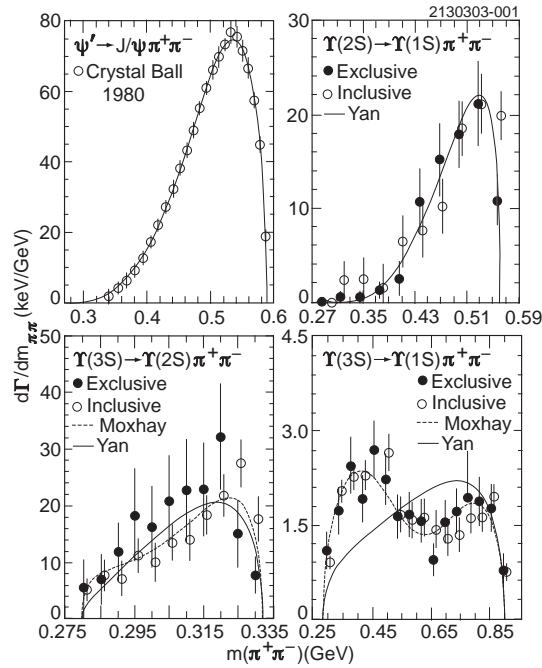 2130303-001
ψ′→J/ψπ⁺π⁻
Crystal Ball
1980
80
60
40
20
0
0.3 0.4 0.5 0.6
ϒ(2S)→ϒ(1S)π⁺π⁻
Exclusive
Inclusive
Yan
30
20
10
0
0.27 0.35 0.43 0.51 0.59
dΓ/dmππ (keV/GeV)
ϒ(3S)→ϒ(2S)π⁺π⁻
Exclusive
Inclusive
Moxhay
Yan
50
40
30
20
10
0
0.275 0.295 0.315 0.335
ϒ(3S)→ϒ(1S)π⁺π⁻
Exclusive
Inclusive
Moxhay
Yan
4.5
3.0
1.5
0
0.25 0.45 0.65 0.85
m(π⁺π⁻)(GeV)